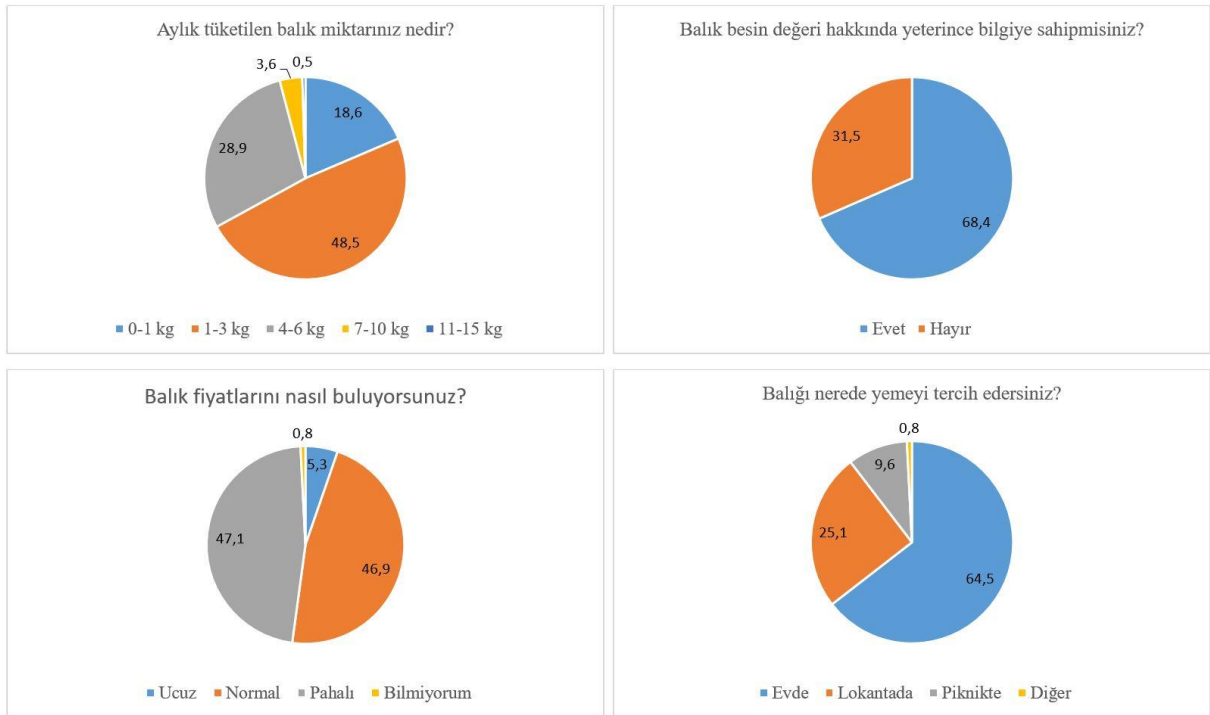 Aylık tüketilen balık miktarınız nedir?
0,5
3,6
18,6
28,9
48,5
0-1 kg 1-3 kg 4-6 kg 7-10 kg 11-15 kg
Balık besin değeri hakkında yeterince bilgiye sahipmisiniz?
31,5
68,4
Evet Hayır
Balık fiyatlarını nasıl buluyorsunuz?
0,8
5,3
47,1
46,9
Ucuz Normal Pahalı Bilmiyorum
Balığı nerede yemeyi tercih edersiniz?
0,8
9,6
25,1
64,5
Evde Lokantada Piknikte Diğer